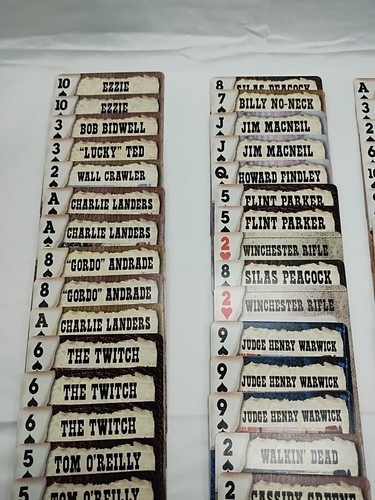 10 EZZIE
10 EZZIE
3 BOB BIDWELL
3 "LUCKY" TED
2 WALL CRAWLER
A CHARLIE LANDERS
A CHARLIE LANDERS
8 "GORDO" ANDRADE
8 "GORDO" ANDRADE
A CHARLIE LANDERS
6 THE TWITCH
6 THE TWITCH
6 THE TWITCH
5 TOM O'REILLY
5 TOM O'REILLY
8 SILAS PEACOCK
7 BILLY NO-NECK
J JIM MACNEIL
J JIM MACNEIL
Q HOWARD FINDLEY
5 FLINT PARKER
5 FLINT PARKER
2 WINCHESTER RIFLE
8 SILAS PEACOCK
2 WINCHESTER RIFLE
9 JUDGE HENRY WARWICK
9 JUDGE HENRY WARWICK
9 JUDGE HENRY WARWICK
2 WALKIN' DEAD
2 CASSIDY GREENE
A
3
2
6
10